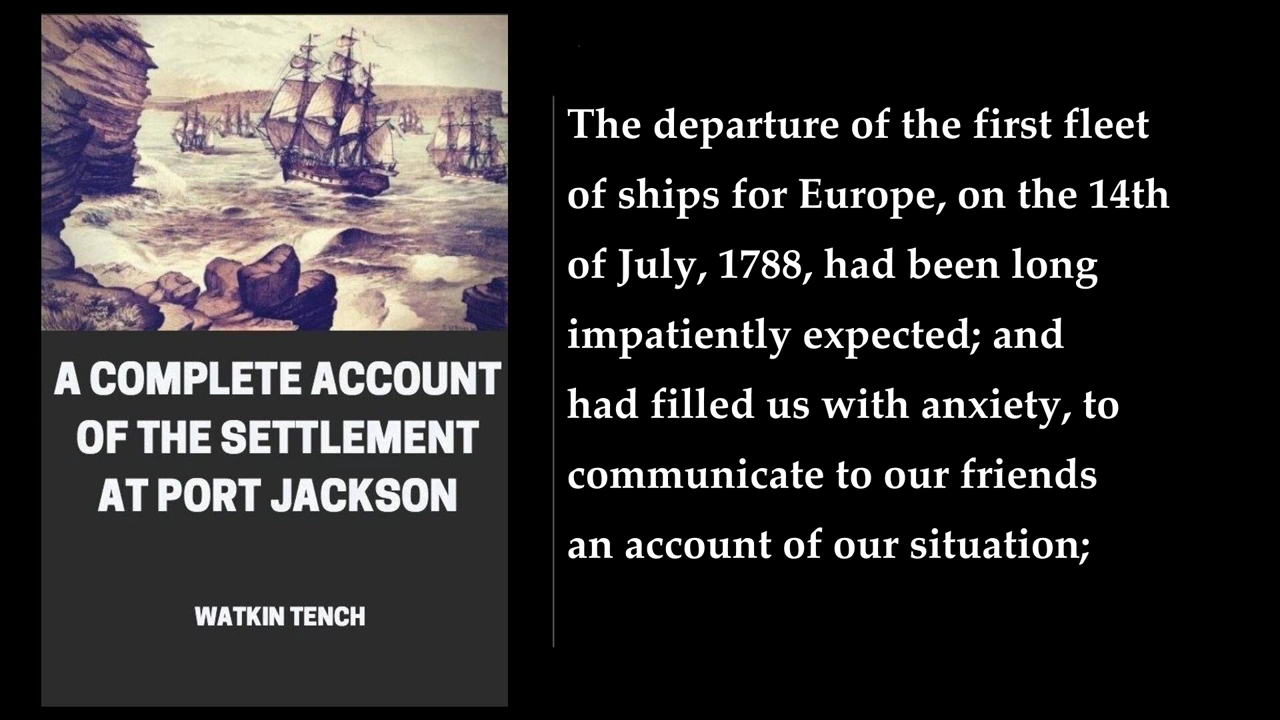 A COMPLETE ACCOUNT
OF THE SETTLEMENT
AT PORT JACKSON
WATKIN TENCH
The departure of the first fleet
of ships for Europe, on the 14th
of July, 1788, had been long
impatiently expected; and
had filled us with anxiety, to
communicate to our friends
an account of our situation;